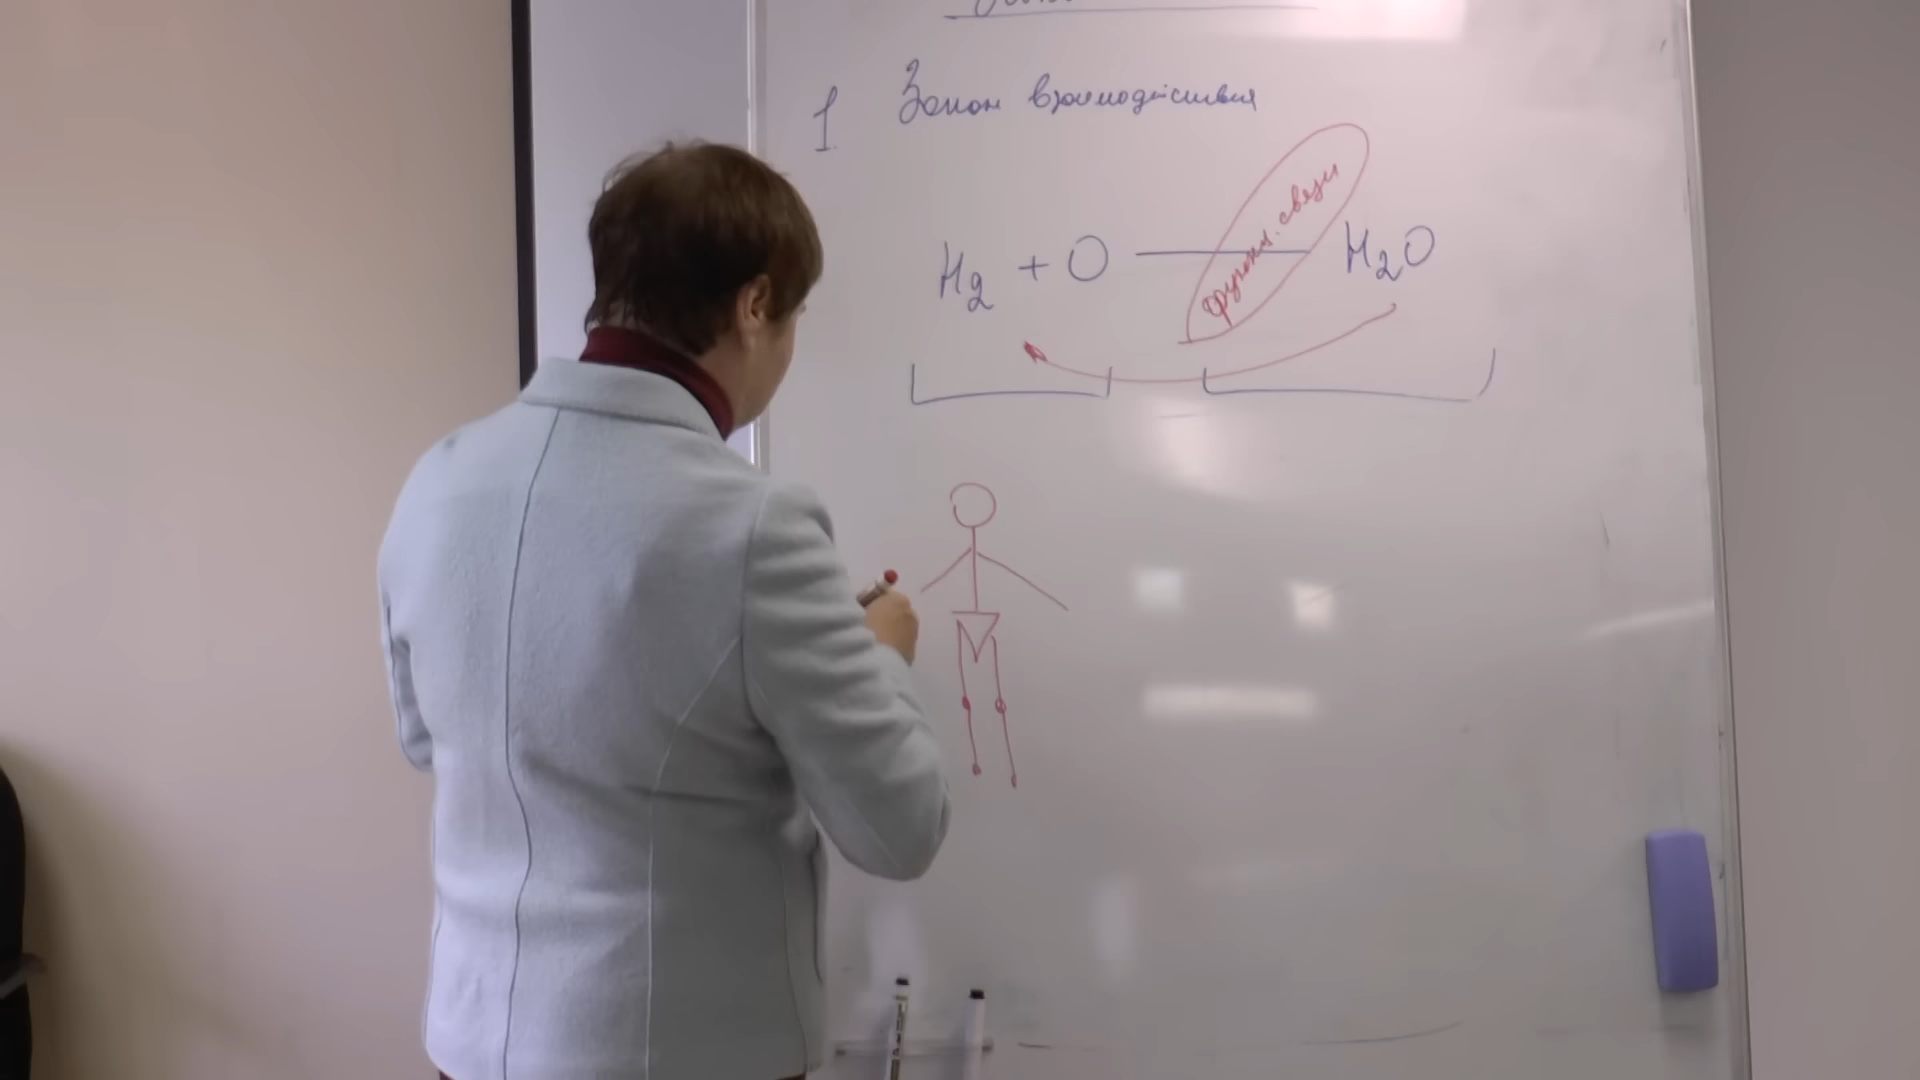 1. Закон взаимодействия
H2 + O — H2O
функц. связи